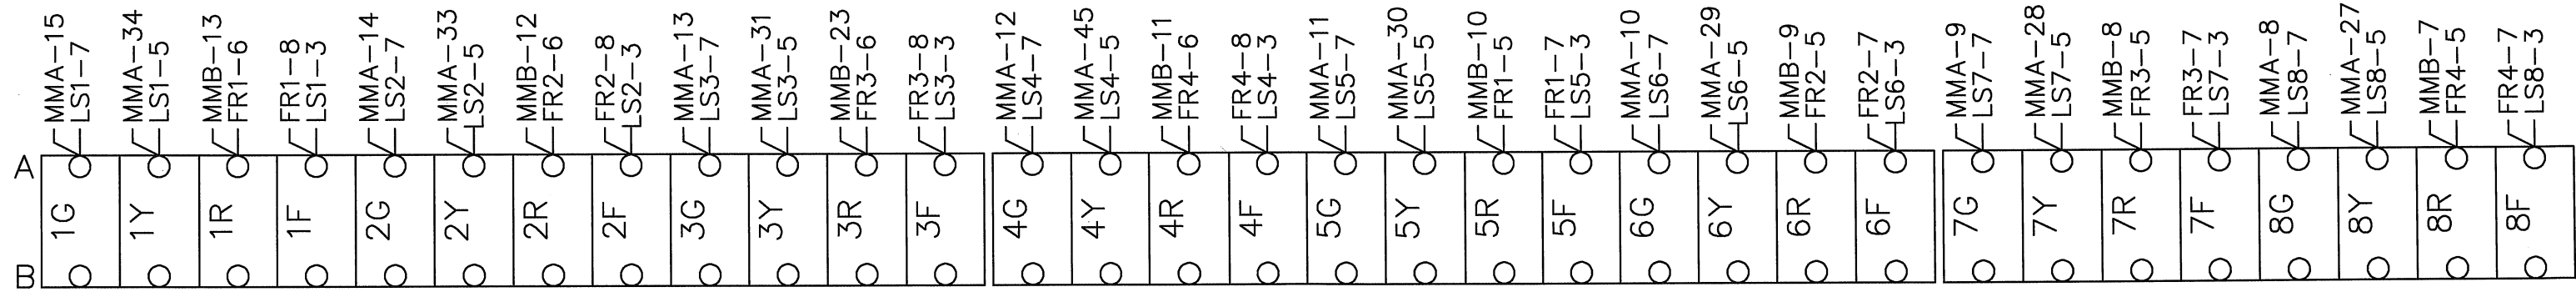 MMA-15
LS1-7
MMA-34
LS1-5
MMB-13
FR1-6
FR1-8
LS1-3
MMA-14
LS2-7
MMA-33
LS2-5
MMB-12
FR2-6
FR2-8
LS2-3
MMA-13
LS3-7
MMA-31
LS3-5
MMB-23
FR3-6
FR3-8
LS3-3
MMA-12
LS4-7
MMA-45
LS4-5
MMB-11
FR4-6
FR4-8
LS4-3
MMA-11
LS5-7
MMA-30
LS5-5
MMB-10
FR1-5
FR1-7
LS5-3
MMA-10
LS6-7
MMA-29
LS6-5
MMB-9
FR2-5
FR2-7
LS6-3
MMA-9
LS7-7
MMA-28
LS7-5
MMB-8
FR3-5
FR3-7
LS7-3
MMA-8
LS8-7
MMA-27
LS8-5
MMB-7
FR4-5
FR4-7
LS8-3
A
1G
1Y
1R
1F
2G
2Y
2R
2F
3G
3Y
3R
3F
4G
4Y
4R
4F
5G
5Y
5R
5F
6G
6Y
6R
6F
7G
7Y
7R
7F
8G
8Y
8R
8F
B